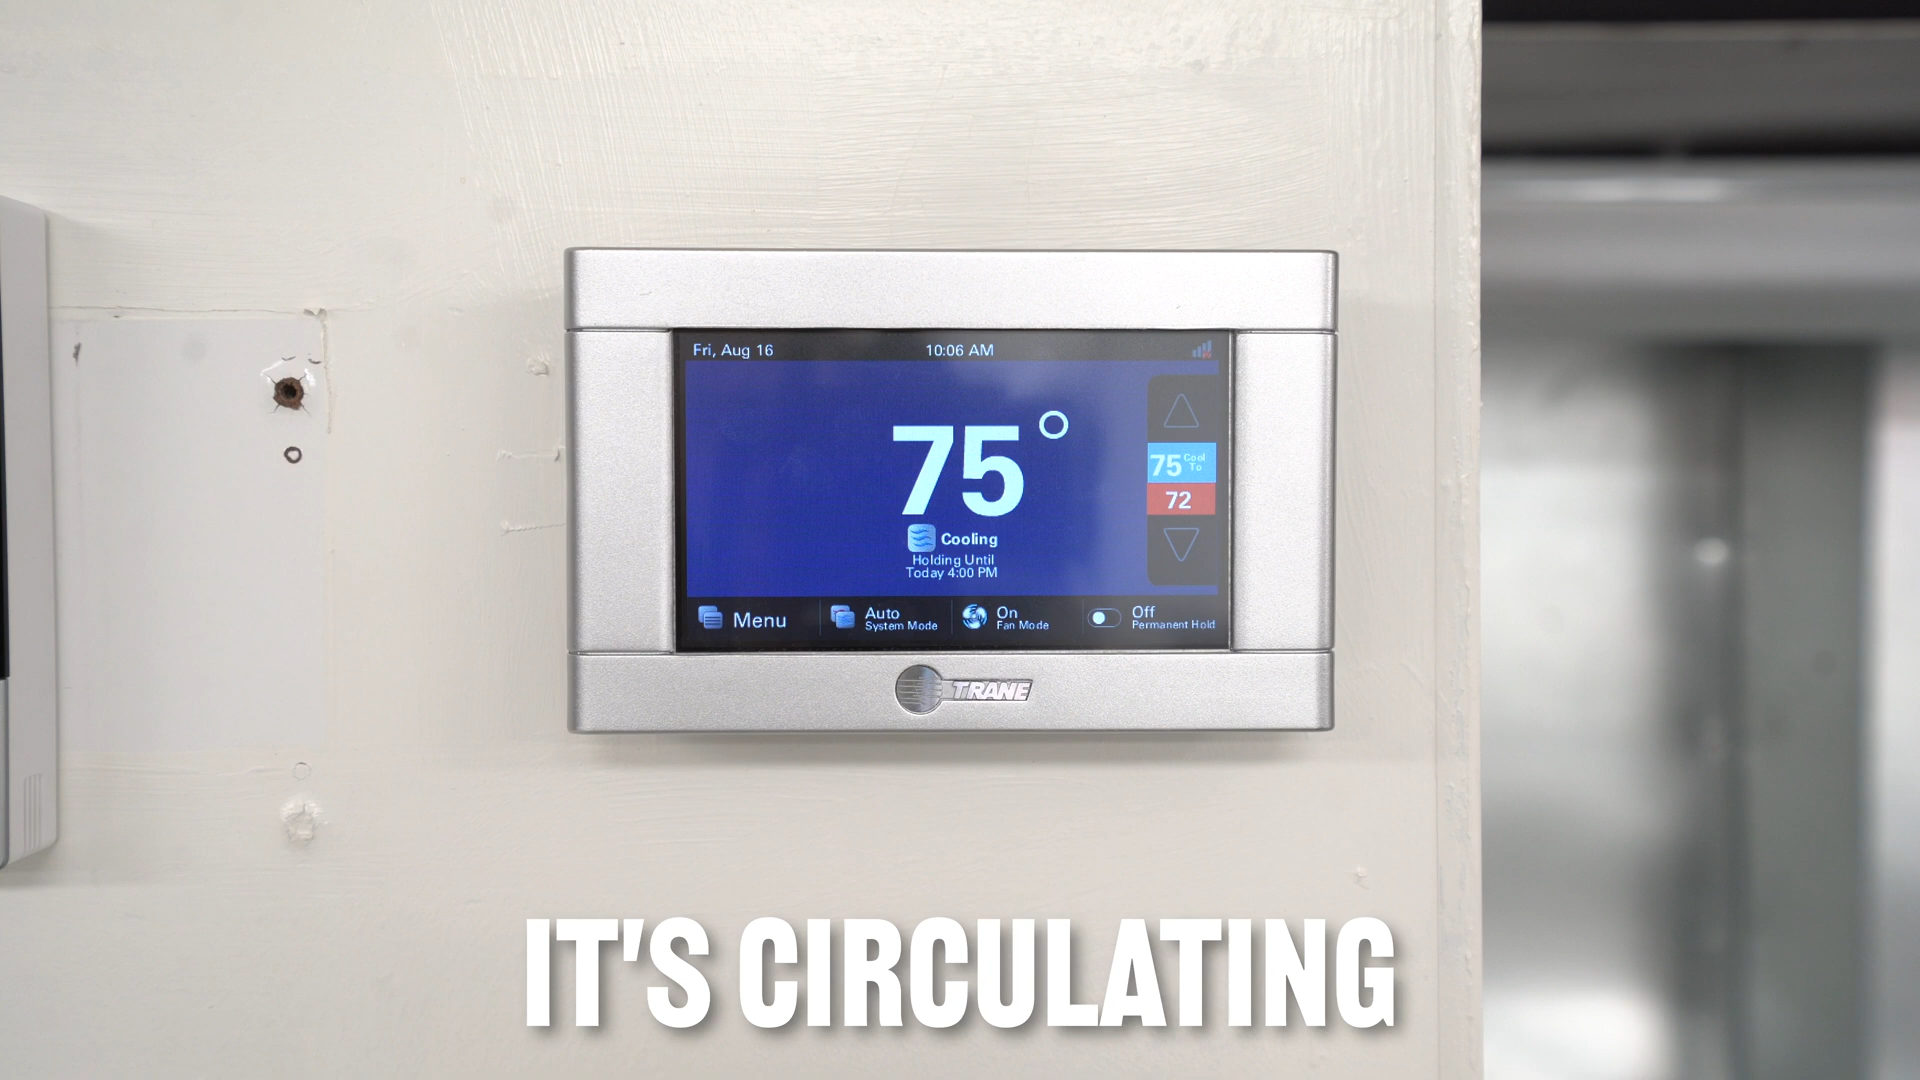 Fri, Aug 16
10:06 AM
75°
75 Cool To
72
Cooling
Holding Until
Today 4:00 PM
Menu
Auto
System Mode
On
Fan Mode
Off
Permanent Hold
TRANE
IT'S CIRCULATING